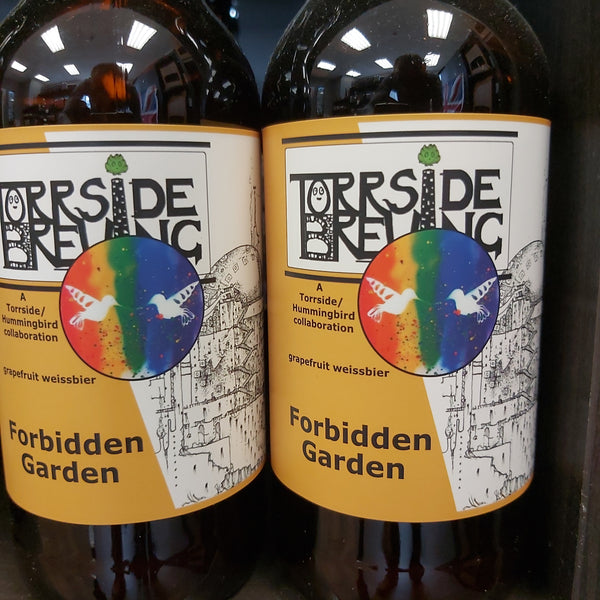 TORRSIDE
BREWING
A
Torrside/
Hummingbird
collaboration
grapefruit weissbier
Forbidden
Garden
TORRSIDE
BREWING
A
Torrside/
Hummingbird
collaboration
grapefruit weissbier
Forbidden
Garden